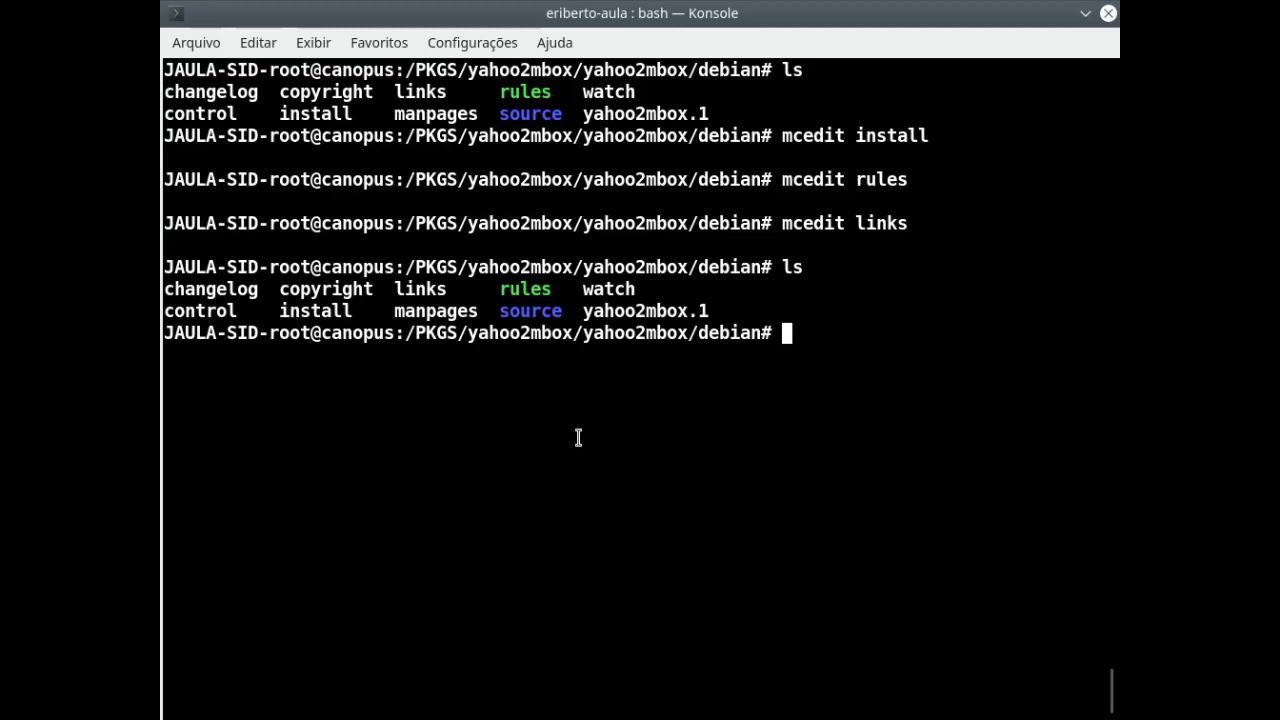 eriberto-aula : bash — Konsole
Arquivo Editar Exibir Favoritos Configurações Ajuda
JAULA-SID-root@canopus:/PKGS/yahoo2mbox/yahoo2mbox/debian# ls
changelog copyright links rules watch
control install manpages source yahoo2mbox.1
JAULA-SID-root@canopus:/PKGS/yahoo2mbox/yahoo2mbox/debian# mcedit install
JAULA-SID-root@canopus:/PKGS/yahoo2mbox/yahoo2mbox/debian# mcedit rules
JAULA-SID-root@canopus:/PKGS/yahoo2mbox/yahoo2mbox/debian# mcedit links
JAULA-SID-root@canopus:/PKGS/yahoo2mbox/yahoo2mbox/debian# ls
changelog copyright links rules watch
control install manpages source yahoo2mbox.1
JAULA-SID-root@canopus:/PKGS/yahoo2mbox/yahoo2mbox/debian#